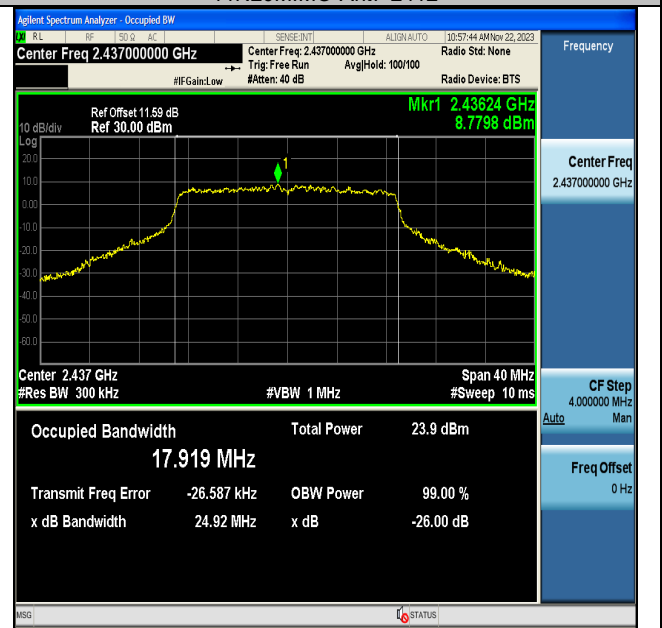 Agilent Spectrum Analyzer - Occupied BW
LXI RL RF 50 Ω AC SENSE:INT ALIGN AUTO 10:57:44 AM Nov 22, 2023
Center Freq 2.437000000 GHz Center Freq: 2.437000000 GHz Radio Std: None Frequency
Trig: Free Run Avg|Hold: 100/100
#IFGain:Low #Atten: 40 dB Radio Device: BTS
Ref Offset 11.59 dB Mkr1 2.43624 GHz
10 dB/div Ref 30.00 dBm 8.7798 dBm
Log
20.0
1
10.0
0.00
-10.0
-20.0
-30.0
-40.0
-50.0
-60.0
Center Freq
2.437000000 GHz
Center 2.437 GHz Span 40 MHz
#Res BW 300 kHz #VBW 1 MHz #Sweep 10 ms
CF Step
4.000000 MHz
Auto Man
Occupied Bandwidth Total Power 23.9 dBm
17.919 MHz
Freq Offset
0 Hz
Transmit Freq Error -26.587 kHz OBW Power 99.00 %
x dB Bandwidth 24.92 MHz x dB -26.00 dB
MSG STATUS